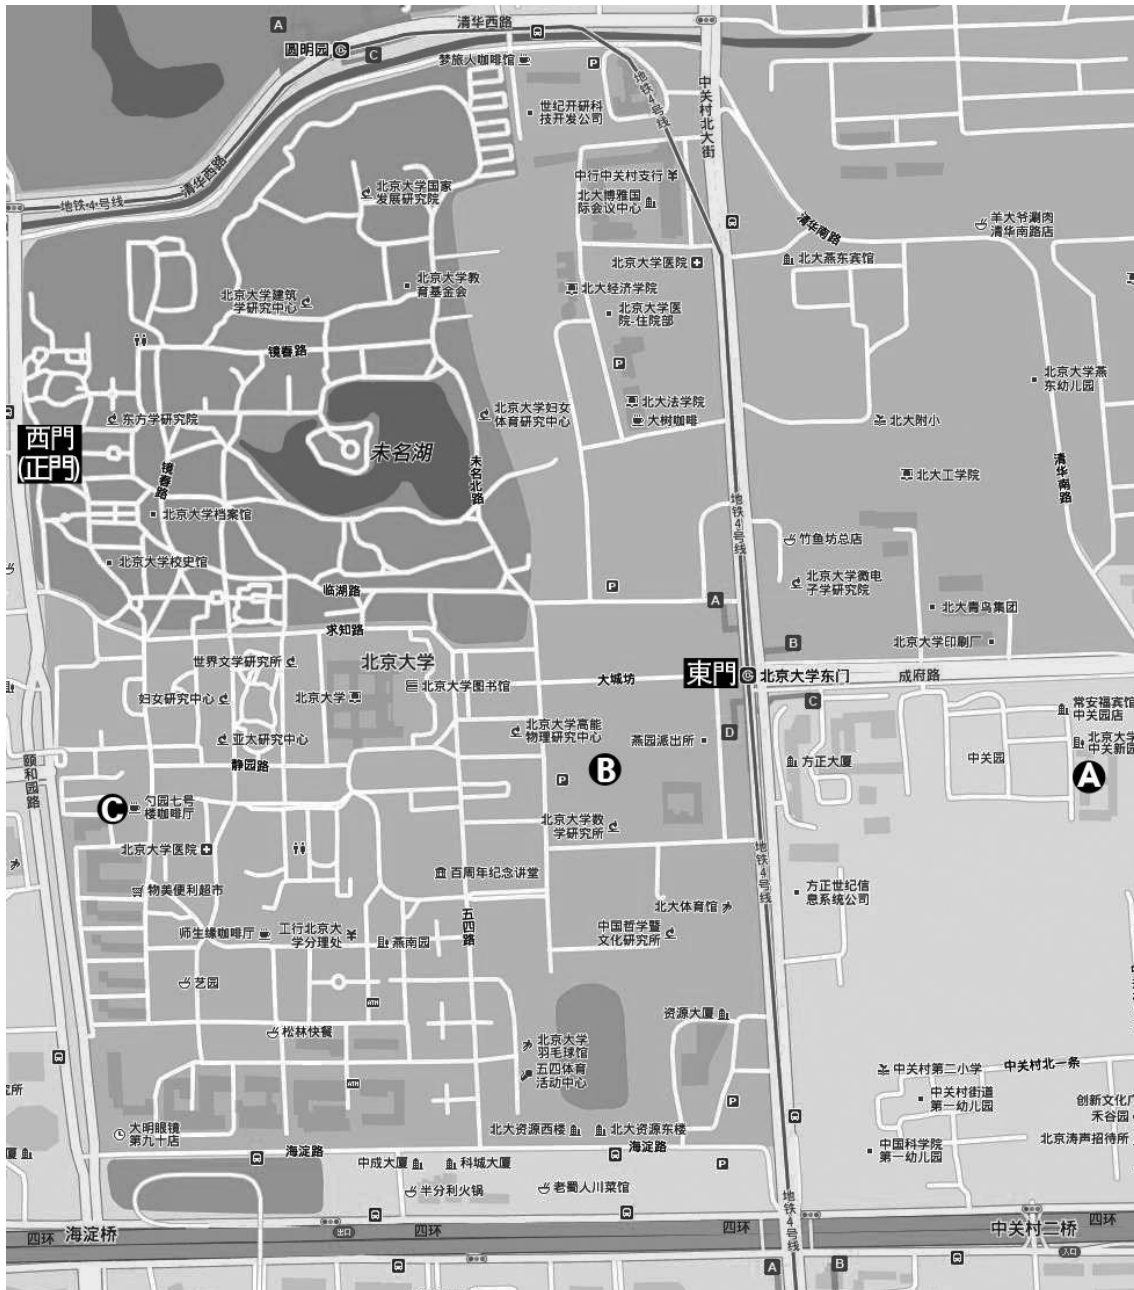 A
清华西路
圆明园
C
梦旅人咖啡馆
P
世纪开研科
技开发公司
地铁4号线
中关村北大街
清华西路
地铁4号线
北京大学国家
发展研究院
中行中关村支行
北大博雅国
际会议中心
清华南路
羊大爷涮肉
清华南路店
北京大学医院
北大燕东宾馆
北京大学教
育基金会
北京大学建筑
学研究中心
北大经济学院
北京大学医
院-住院部
镜春路
P
北京大学燕
东幼儿园
东方学研究院
北京大学妇女
体育研究中心
北大法学院
大树咖啡
北大附小
西門
(正門)
未名湖
未名北路
镜春路
北大工学院
清华南路
北京大学档案馆
地铁4号线
竹鱼坊总店
北京大学校史馆
北京大学微电
子学研究院
临湖路
P
A
北大青鸟集团
求知路
B
北京大学印刷厂
世界文学研究所
北京大学
東門
北京大学东门
成府路
大城坊
北京大学图书馆
妇女研究中心
北京大学
C
常安福宾馆
中关园店
北京大学高能
物理研究中心
燕园派出所
D
亚太研究中心
北京大学
中关新园
静园路
B
方正大厦
中关园
A
颐和园路
P
C
勺园七号
楼咖啡厅
北京大学数
学研究所
北京大学医院
地铁4号线
百周年纪念讲堂
物美便利超市
方正世纪信
息系统公司
五四路
北大体育馆
师生缘咖啡厅
工行北京大
学分理处
燕南园
中国哲学暨
文化研究所
艺园
ATM
资源大厦
松林快餐
北京大学
羽毛球馆
五四体育
活动中心
ATM
中关村第二小学
中关村北一条
究所
中关村街道
第一幼儿园
创新文化广
禾谷园
P
大明眼镜
第九十店
北大资源西楼
北大资源东楼
北京涛声招待所
中国科学院
第一幼儿园
厦
海淀路
海淀路
中成大厦
科城大厦
P
半分利火锅
老蜀人川菜馆
地铁4号线
四环
海淀桥
出口
四环
四环
中关村二桥
四环
入口
A
B